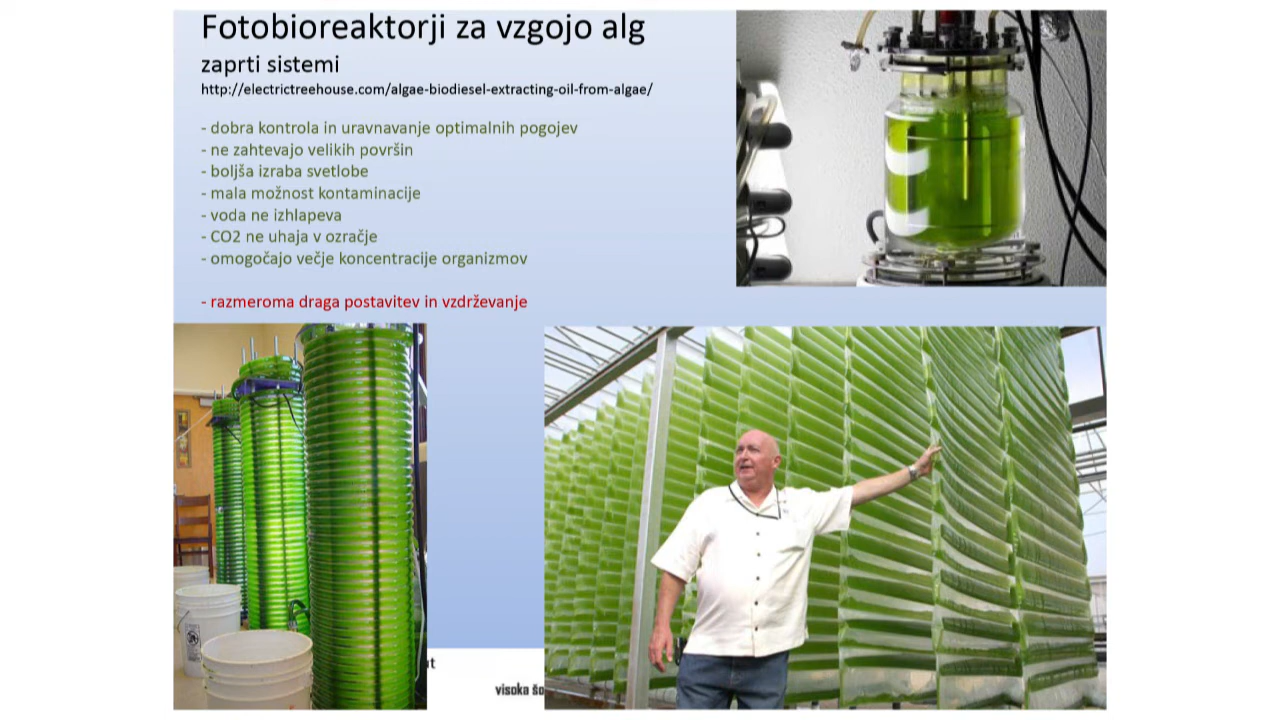 Fotobioreaktorji za vzgojo alg
zaprti sistemi
http://electrictreehouse.com/algae-biodiesel-extracting-oil-from-algae/
- dobra kontrola in uravnavanje optimalnih pogojev
- ne zahtevajo velikih površin
- boljša izraba svetlobe
- mala možnost kontaminacije
- voda ne izhlapeva
- CO2 ne uhaja v ozračje
- omogočajo večje koncentracije organizmov
- razmeroma draga postavitev in vzdrževanje
visoka